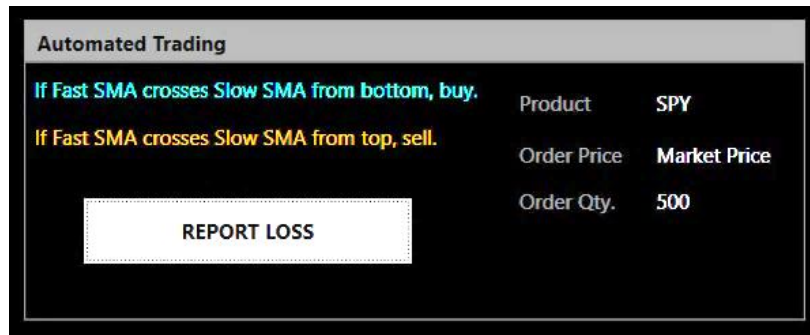 Automated Trading
If Fast SMA crosses Slow SMA from bottom, buy.
If Fast SMA crosses Slow SMA from top, sell.
REPORT LOSS
Product SPY
Order Price Market Price
Order Qty. 500